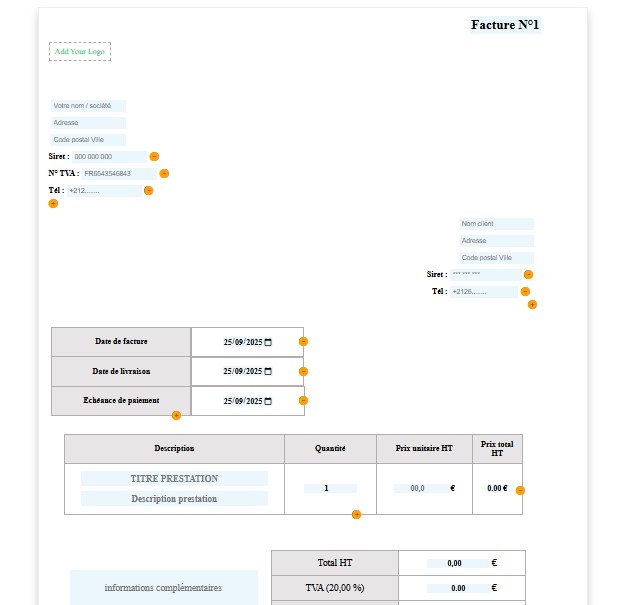 Facture N°1
Add Your Logo
Votre nom / société
Adresse
Code postal Ville
Siret : 000 000 000
N° TVA : FR6543546843
Tél : +212........
Nom client
Adresse
Code postal Ville
Siret : *** *** ***
Tél : +2126........
Date de facture 25/09/2025
Date de livraison 25/09/2025
Echéance de paiement 25/09/2025
Description Quantité Prix unitaire HT Prix total HT
TITRE PRESTATION
Description prestation
1 00,0 € 0.00 €
Total HT 0,00 €
informations complémentaires
TVA (20,00 %) 0.00 €